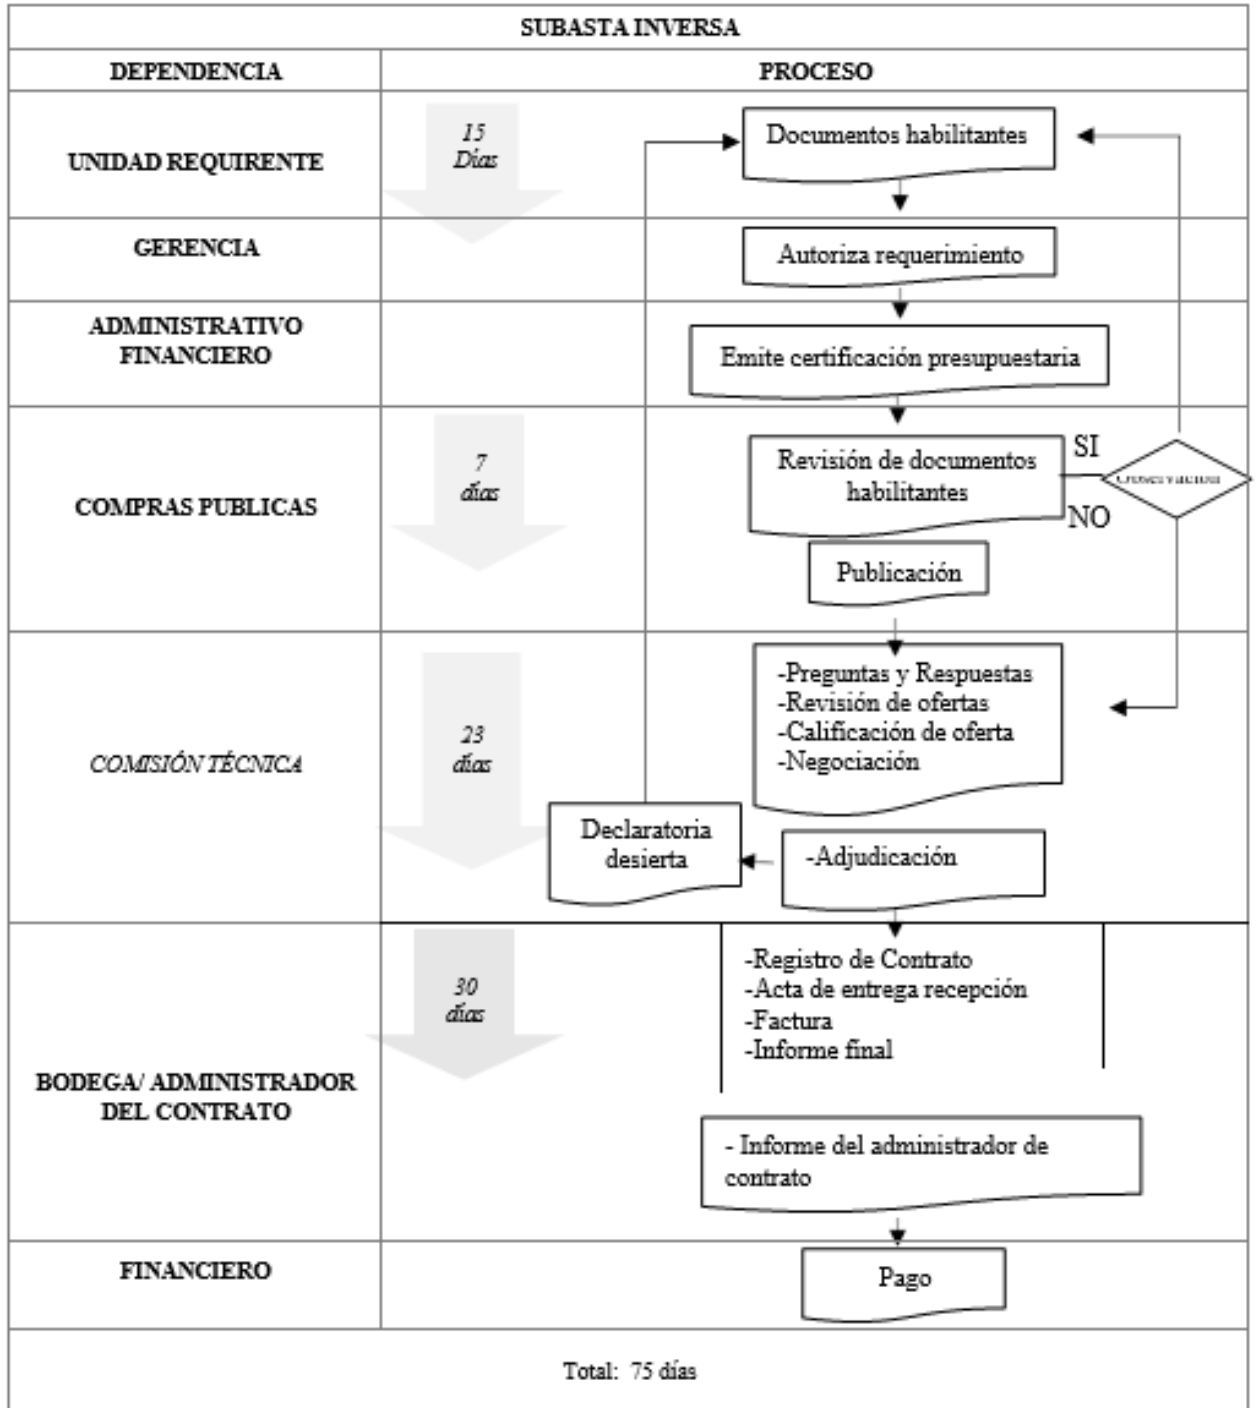 SUBASTA INVERSA
DEPENDENCIA
PROCESO
UNIDAD REQUIRENTE
15
Días
Documentos habilitantes
GERENCIA
Autoriza requerimiento
ADMINISTRATIVO
FINANCIERO
Emite certificación presupuestaria
COMPRAS PUBLICAS
7
días
Revisión de documentos
habilitantes
SI
NO
Observación
Publicación
COMISIÓN TÉCNICA
23
días
-Preguntas y Respuestas
-Revisión de ofertas
-Calificación de oferta
-Negociación
Declaratoria
desierta
-Adjudicación
BODEGA/ ADMINISTRADOR
DEL CONTRATO
30
días
-Registro de Contrato
-Acta de entrega recepción
-Factura
-Informe final
- Informe del administrador de
contrato
FINANCIERO
Pago
Total: 75 días